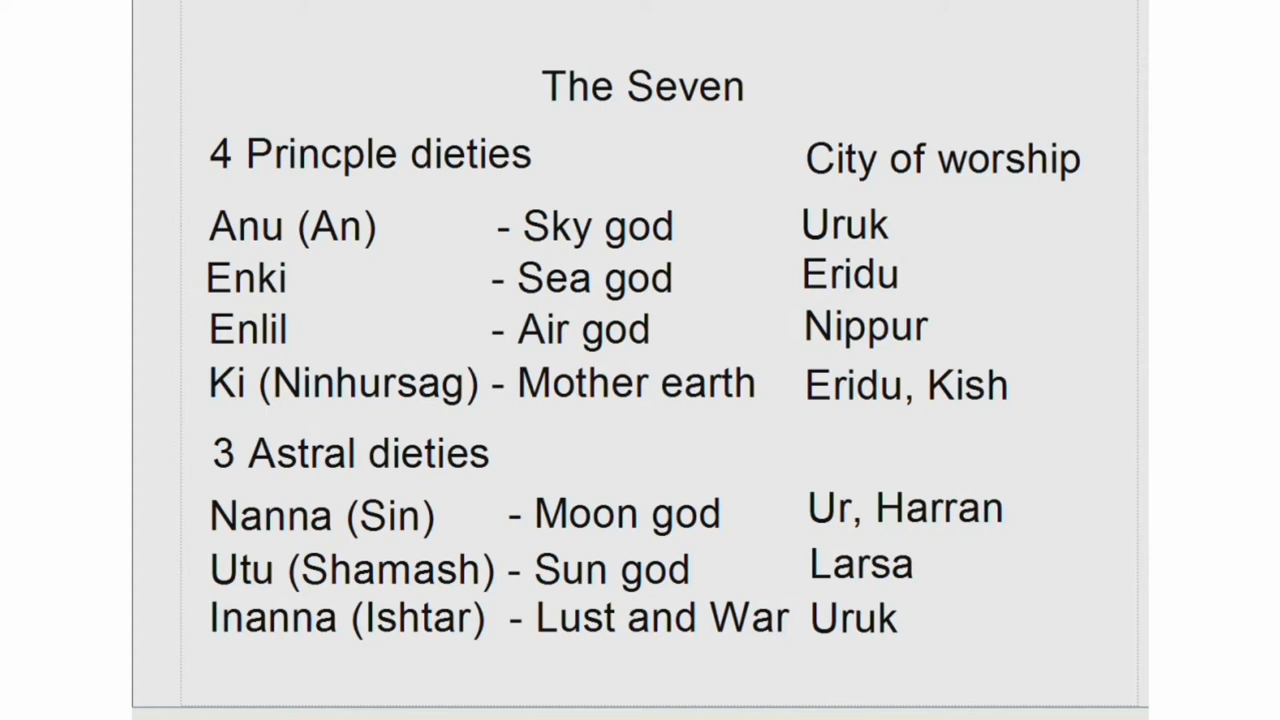 The Seven
4 Princple dieties City of worship
Anu (An) - Sky god Uruk
Enki - Sea god Eridu
Enlil - Air god Nippur
Ki (Ninhursag) - Mother earth Eridu, Kish
3 Astral dieties
Nanna (Sin) - Moon god Ur, Harran
Utu (Shamash) - Sun god Larsa
Inanna (Ishtar) - Lust and War Uruk